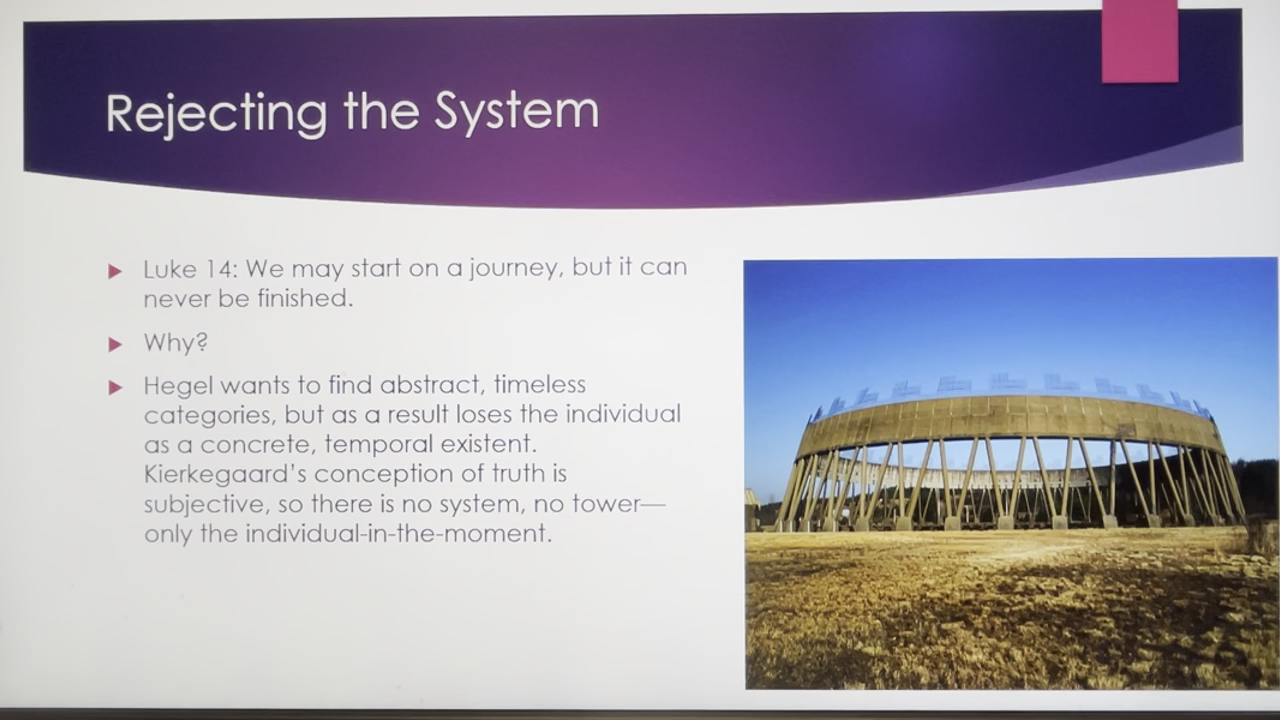 Rejecting the System
Luke 14: We may start on a journey, but it can
never be finished.
Why?
Hegel wants to find abstract, timeless
categories, but as a result loses the individual
as a concrete, temporal existent.
Kierkegaard's conception of truth is
subjective, so there is no system, no tower—
only the individual-in-the-moment.